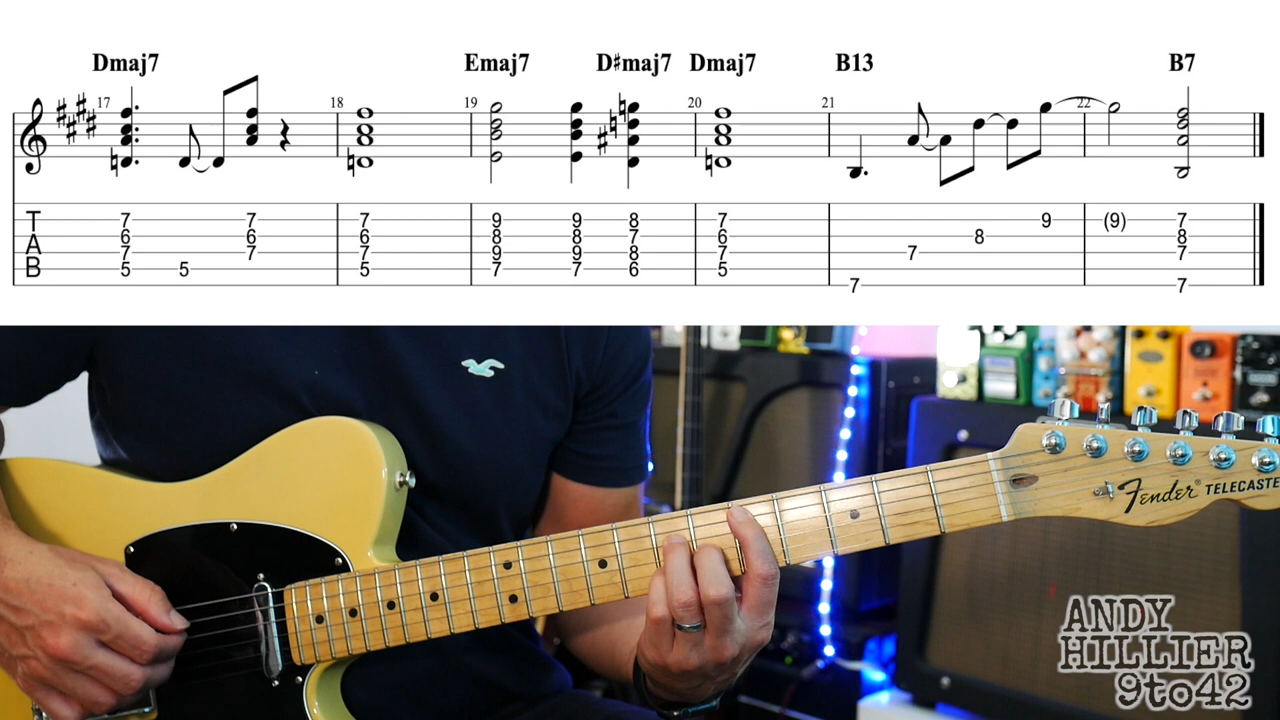 Dmaj7 Emaj7 D♯maj7 Dmaj7 B13 B7
17 18 19 20 21 22
T 7 7 7 9 9 8 7 9 (9) 7
6 6 6 8 8 7 6 8 8
A 7 7 7 9 9 8 7 7 7
B 5 5 5 7 7 6 5
7 7
Fender® TELECASTE
ANDY
HILLIER
9to42